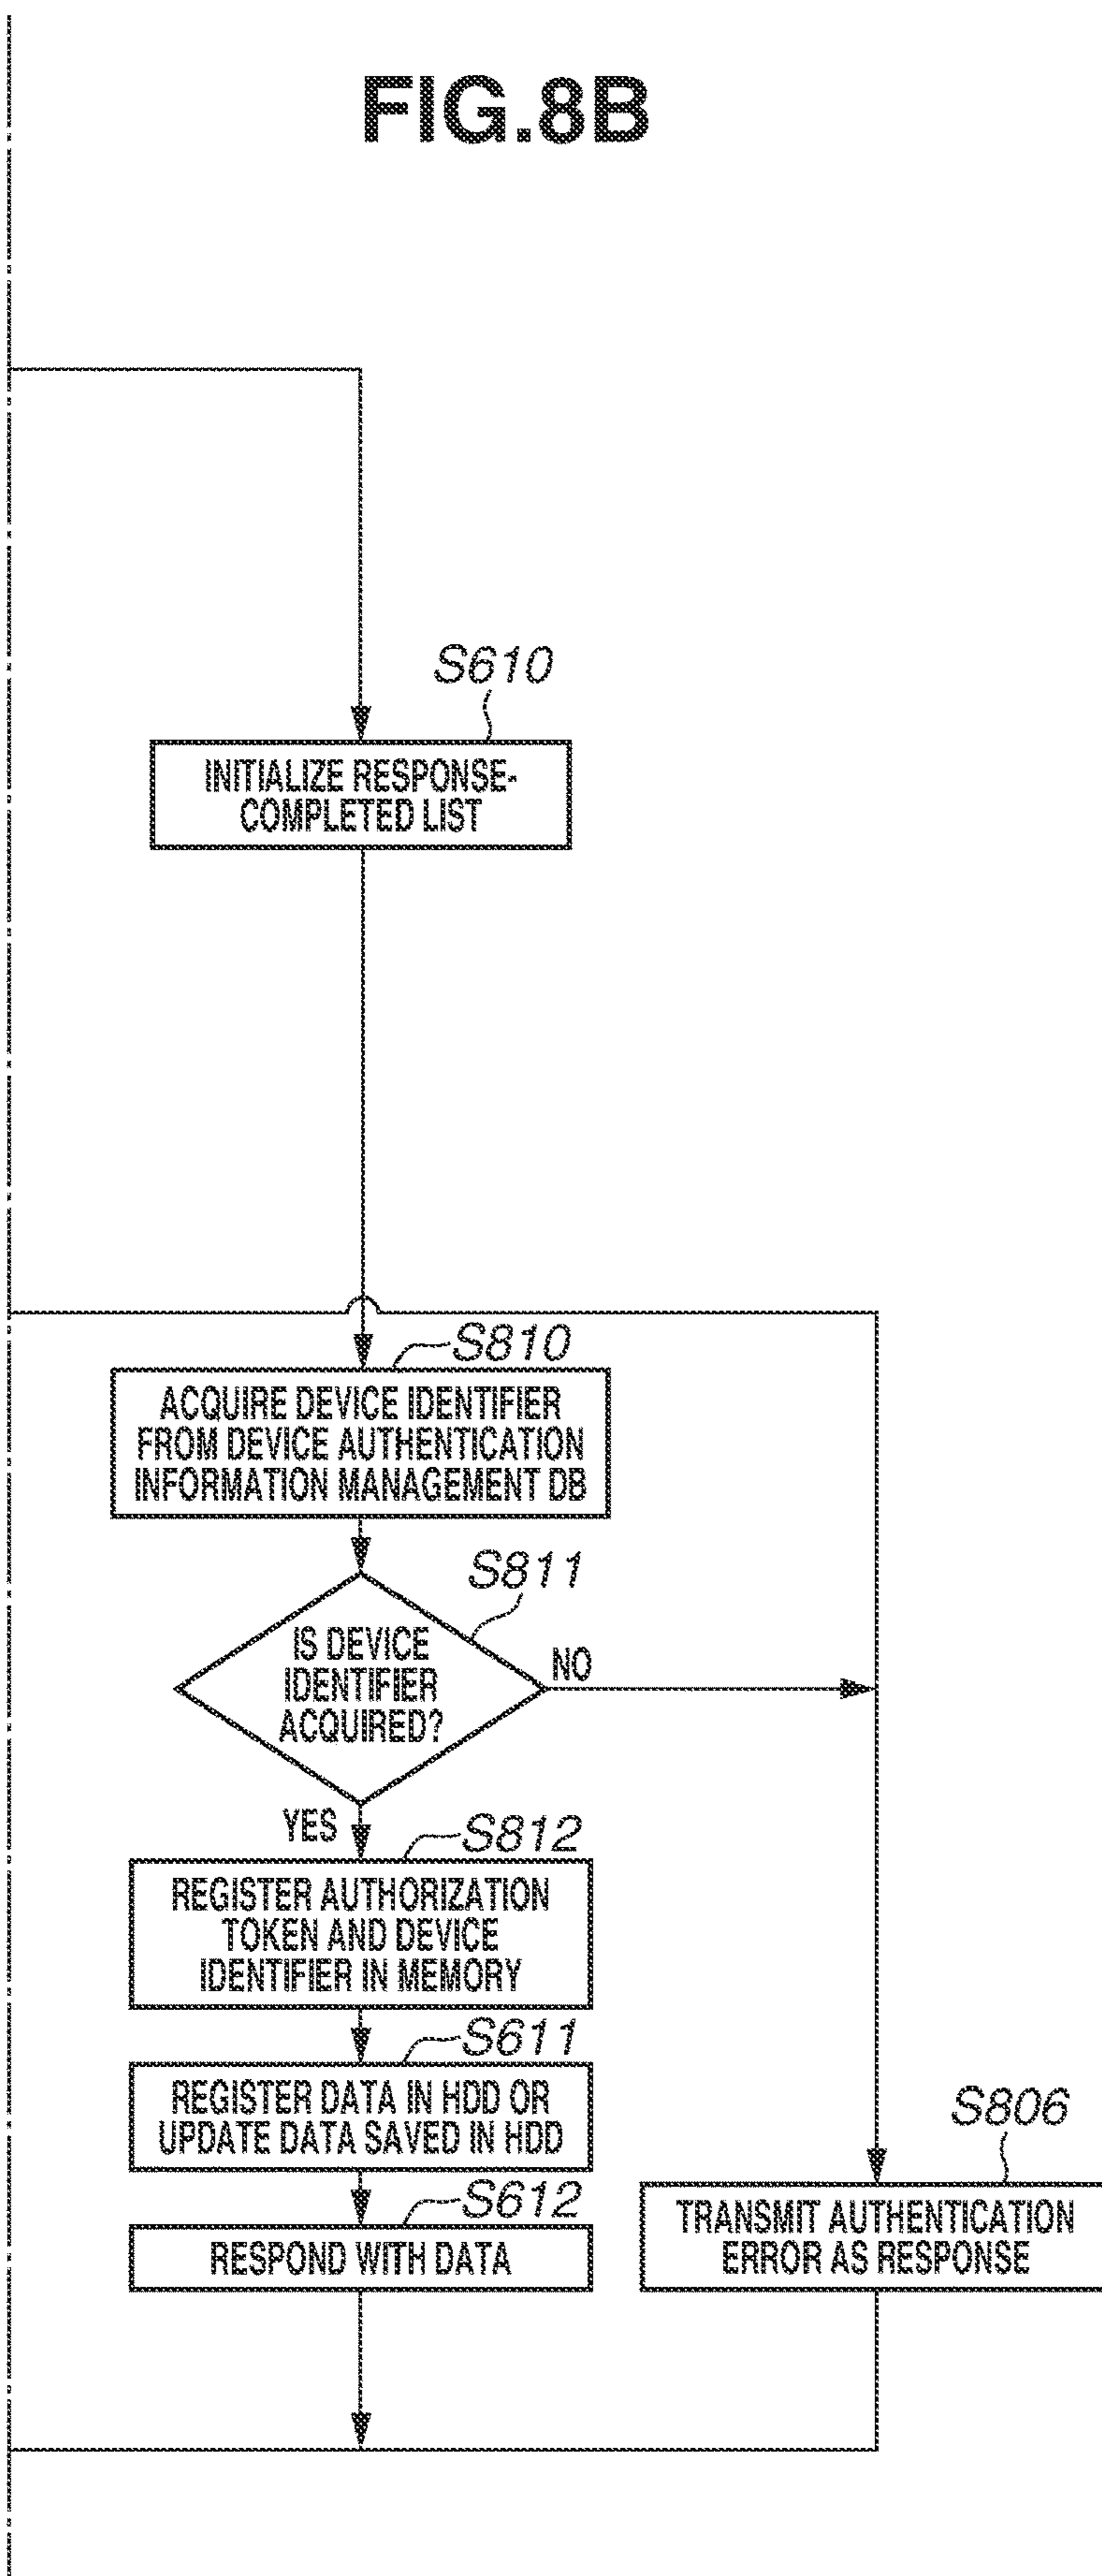 FIG.8B
S610
INITIALIZE RESPONSE-
COMPLETED LIST
S810
ACQUIRE DEVICE IDENTIFIER
FROM DEVICE AUTHENTICATION
INFORMATION MANAGEMENT DB
S811
IS DEVICE
IDENTIFIER
ACQUIRED?
NO
YES
S812
REGISTER AUTHORIZATION
TOKEN AND DEVICE
IDENTIFIER IN MEMORY
S611
REGISTER DATA IN HDD OR
UPDATE DATA SAVED IN HDD
S612
RESPOND WITH DATA
S806
TRANSMIT AUTHENTICATION
ERROR AS RESPONSE